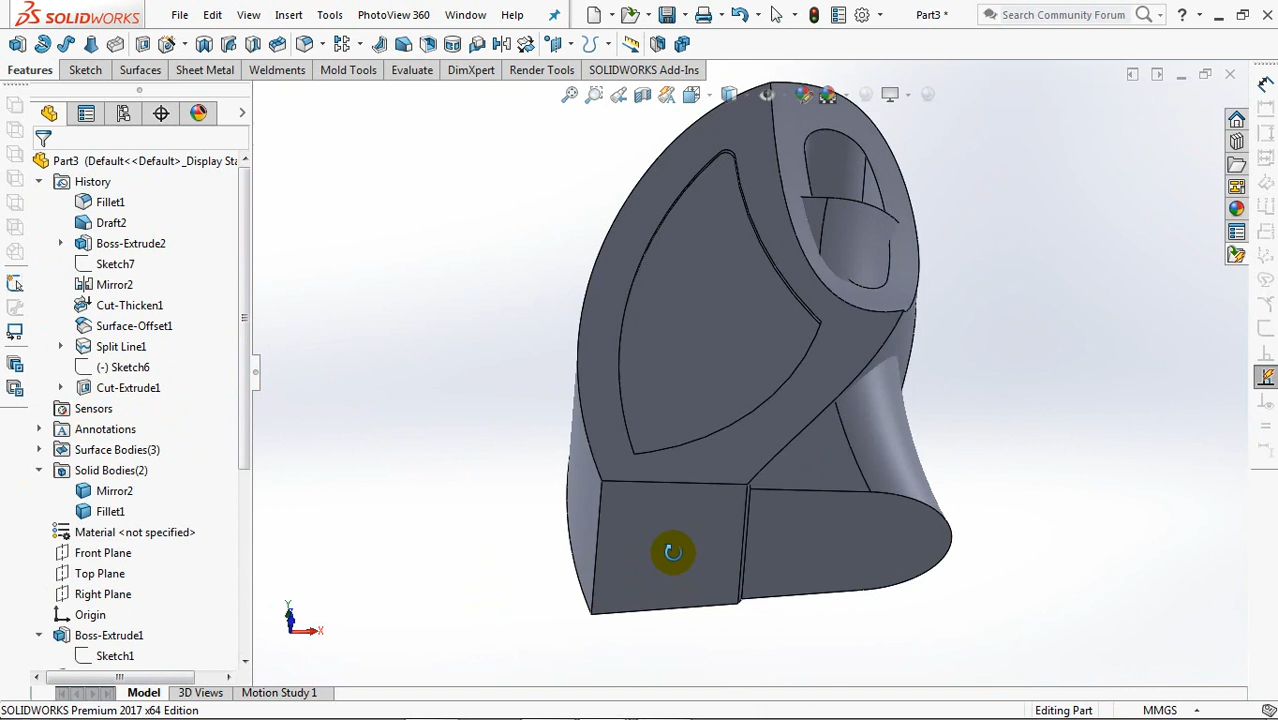 SOLIDWORKS File Edit View Insert Tools PhotoView 360 Window Help Part3 * Search Community Forum ?
Features Sketch Surfaces Sheet Metal Weldments Mold Tools Evaluate DimXpert Render Tools SOLIDWORKS Add-Ins
Part3 (Default<<Default>_Display Sta
History
Fillet1
Draft2
Boss-Extrude2
Sketch7
Mirror2
Cut-Thicken1
Surface-Offset1
Split Line1
(-) Sketch6
Cut-Extrude1
Sensors
Annotations
Surface Bodies(3)
Solid Bodies(2)
Mirror2
Fillet1
Material <not specified>
Front Plane
Top Plane
Right Plane
Origin
Boss-Extrude1
Sketch1
Y
X
Model 3D Views Motion Study 1
SOLIDWORKS Premium 2017 x64 Edition Editing Part MMGS